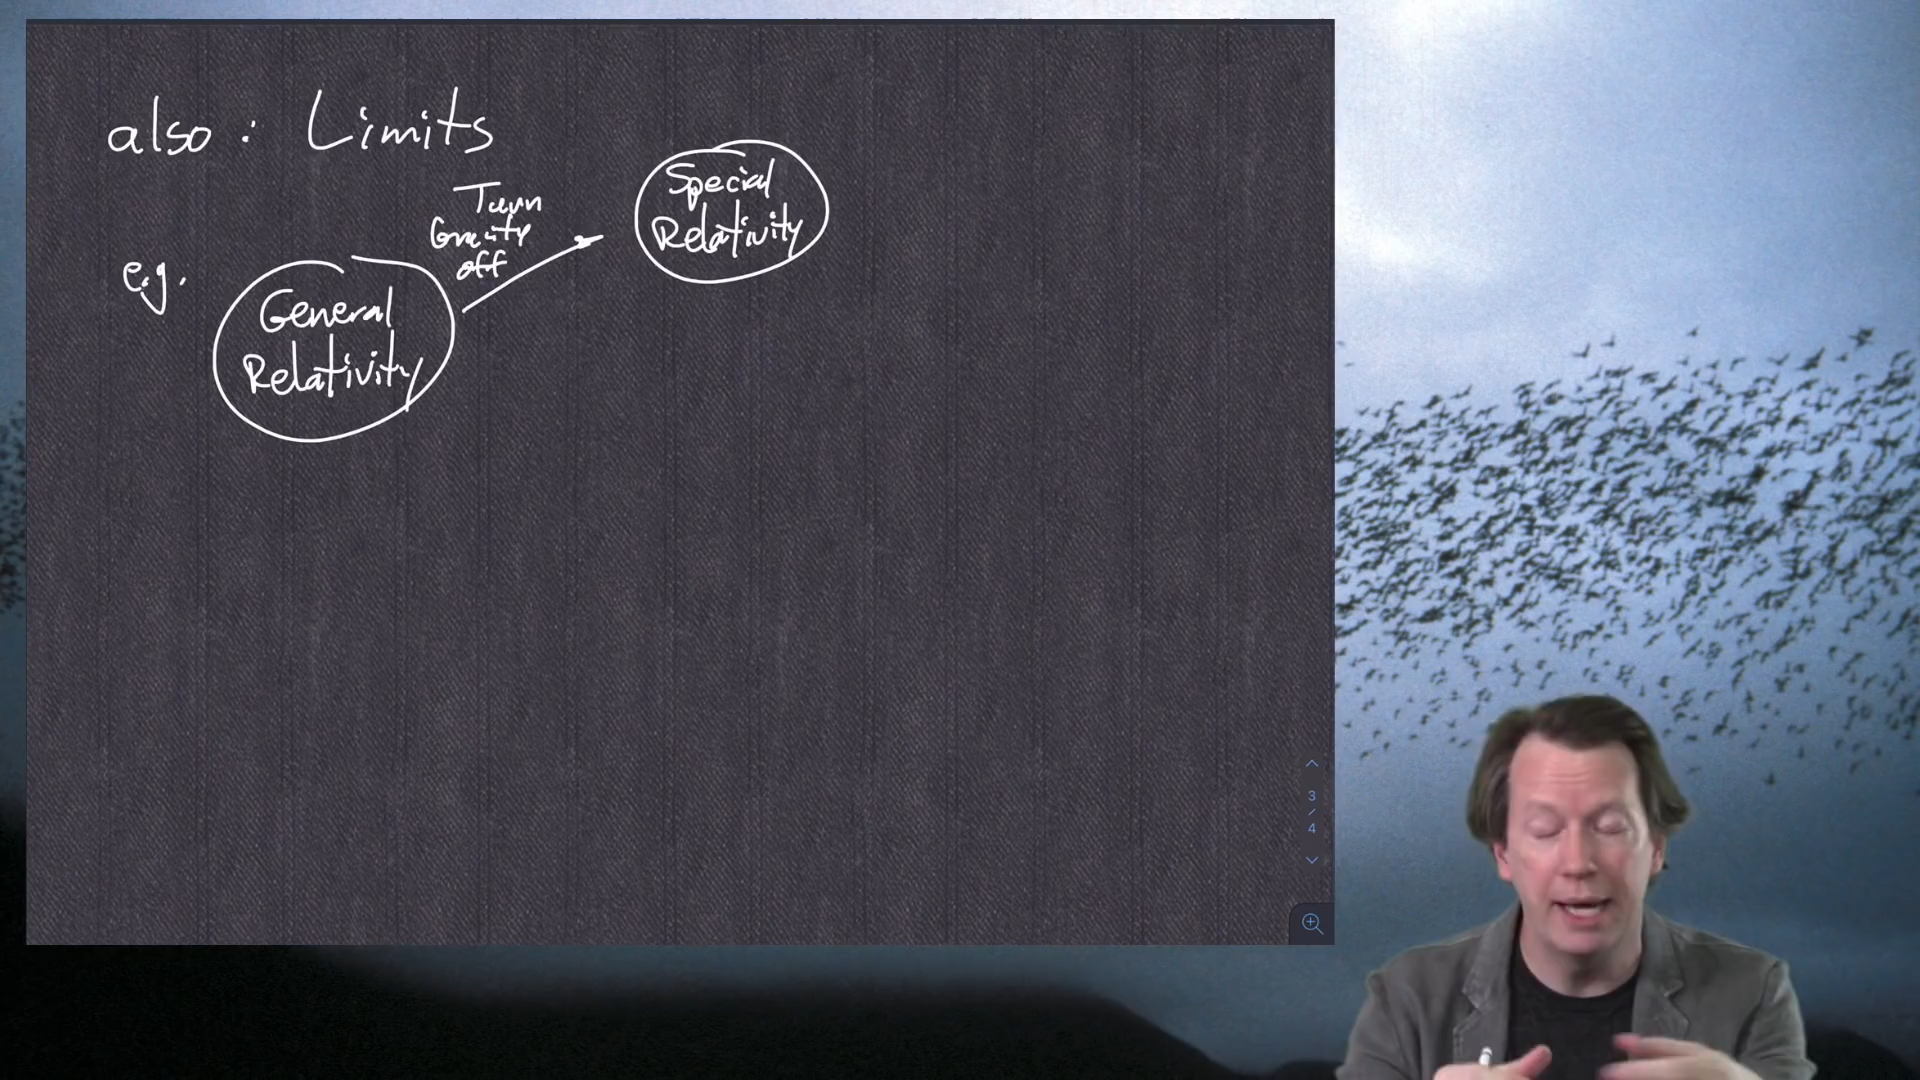 also: Limits
Special
Relativity
Turn
Gravity
off
e.g.
General
Relativity
3
/
4